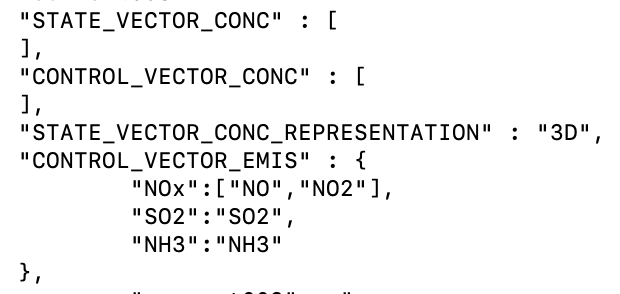 "STATE_VECTOR_CONC" : [
],
"CONTROL_VECTOR_CONC" : [
],
"STATE_VECTOR_CONC_REPRESENTATION" : "3D",
"CONTROL_VECTOR_EMIS" : {
"NOx":["NO","NO2"],
"SO2":"SO2",
"NH3":"NH3"
},